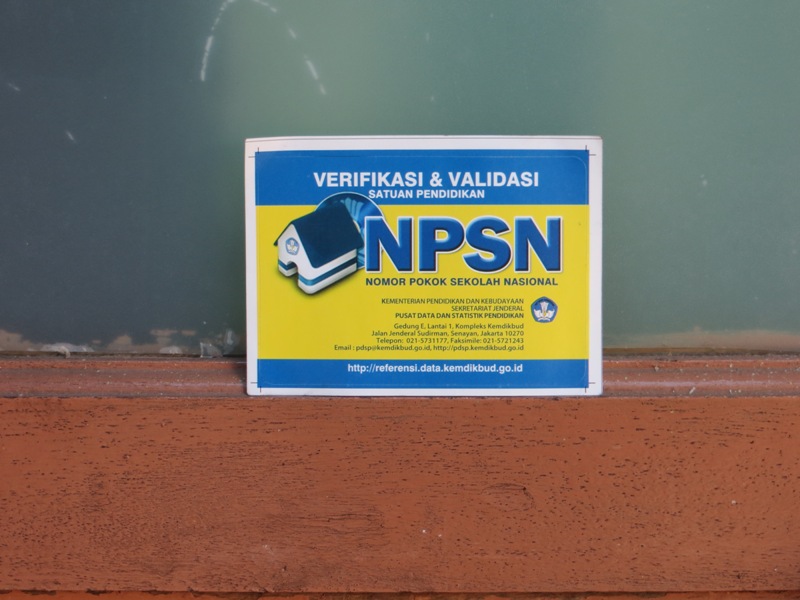 VERIFIKASI & VALIDASI
SATUAN PENDIDIKAN
NPSN
NOMOR POKOK SEKOLAH NASIONAL
KEMENTERIAN PENDIDIKAN DAN KEBUDAYAAN
SEKRETARIAT JENDERAL
PUSAT DATA DAN STATISTIK PENDIDIKAN
Gedung E, Lantai 1, Kompleks Kemdikbud
Jalan Jenderal Sudirman, Senayan, Jakarta 10270
Telepon: 021-5731177, Faksimile: 021-5721243
Email : pdsp@kemdikbud.go.id, http://pdsp.kemdikbud.go.id
http://referensi.data.kemdikbud.go.id